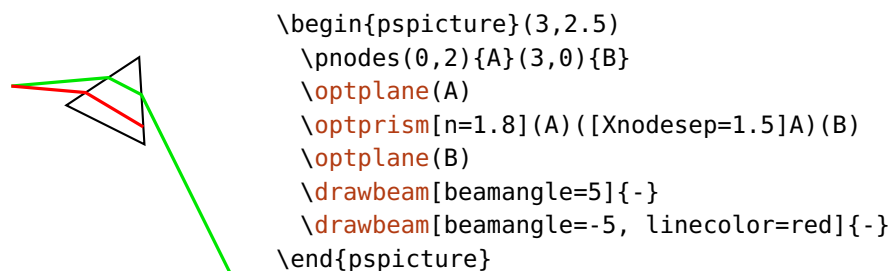 \begin{pspicture}(3,2.5)
\pnodes(0,2){A}(3,0){B}
\optplane(A)
\optprism[n=1.8](A)([Xnodesep=1.5]A)(B)
\optplane(B)
\drawbeam[beamangle=5]{-}
\drawbeam[beamangle=-5, linecolor=red]{-}
\end{pspicture}